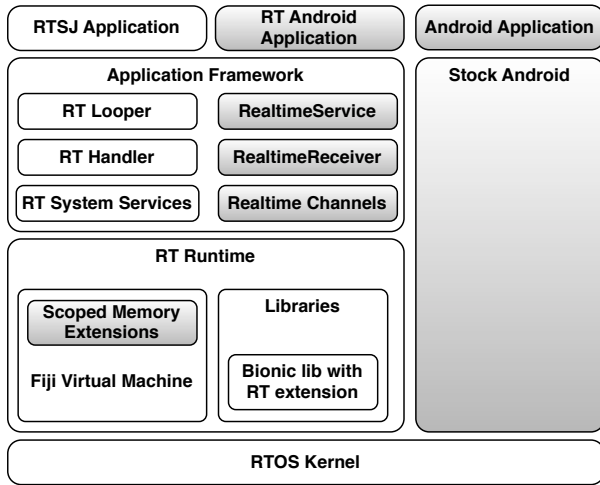 RTSJ Application
RT Android
Application
Android Application
Application Framework
RT Looper
RealtimeService
RT Handler
RealtimeReceiver
RT System Services
Realtime Channels
Stock Android
RT Runtime
Scoped Memory
Extensions
Fiji Virtual Machine
Libraries
Bionic lib with
RT extension
RTOS Kernel